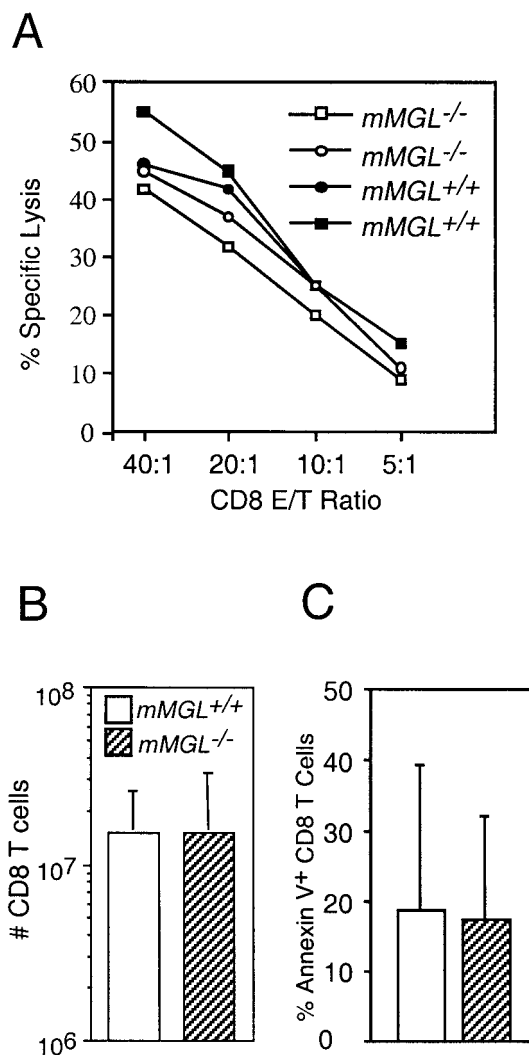 A
% Specific Lysis
60
50
40
30
20
10
0
mMGL-/-
mMGL-/-
mMGL+/+
mMGL+/+
40:1 20:1 10:1 5:1
CD8 E/T Ratio
B
# CD8 T cells
10^8
10^7
10^6
mMGL+/+
mMGL-/-
C
% Annexin V+ CD8 T Cells
50
40
30
20
10
0